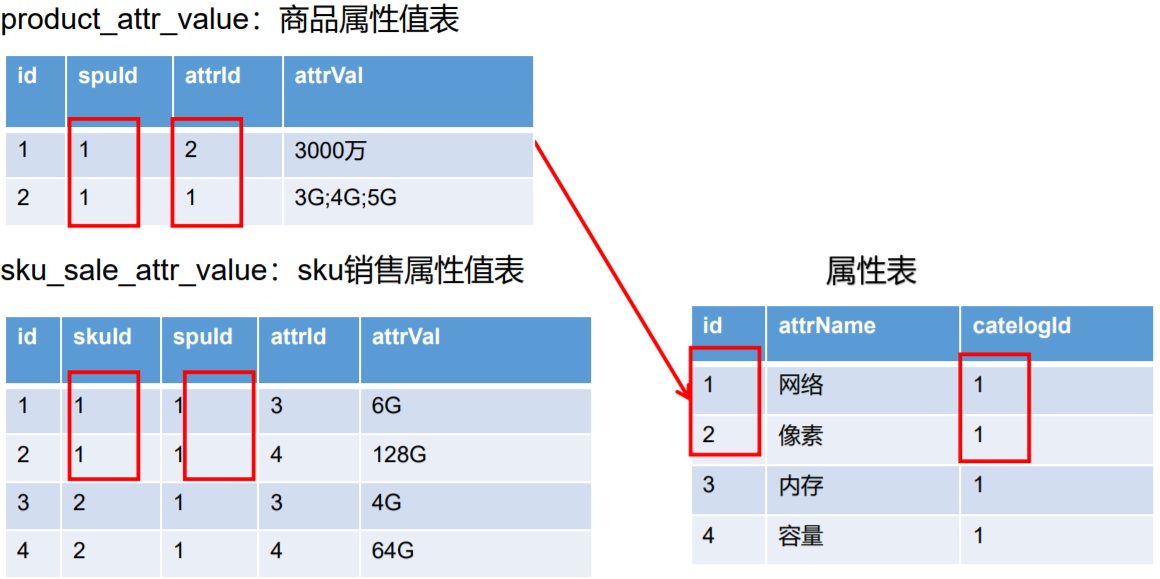 product_attr_value：商品属性值表
id spuId attrId attrVal
1 1 2 3000万
2 1 1 3G;4G;5G
sku_sale_attr_value：sku销售属性值表
id skuId spuId attrId attrVal
1 1 1 3 6G
2 1 1 4 128G
3 2 1 3 4G
4 2 1 4 64G
属性表
id attrName catelogId
1 网络 1
2 像素 1
3 内存 1
4 容量 1